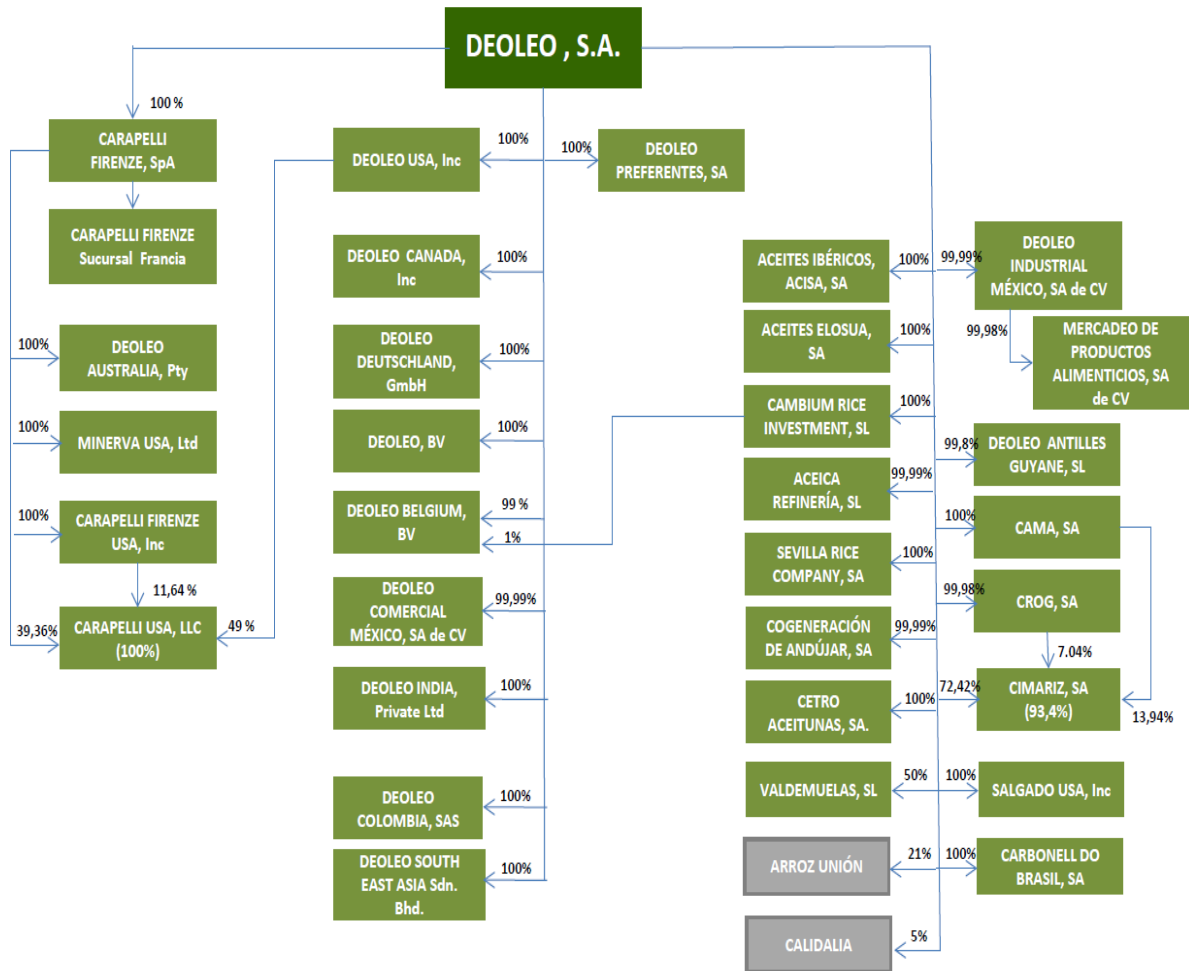 DEOLEO , S.A.
100 %
CARAPELLI
FIRENZE, SpA
CARAPELLI FIRENZE
Sucursal Francia
100%
DEOLEO
AUSTRALIA, Pty
100%
MINERVA USA, Ltd
100%
CARAPELLI FIRENZE
USA, Inc
11,64 %
39,36%
CARAPELLI USA, LLC
(100%)
49 %
DEOLEO USA, Inc
100%
100%
DEOLEO
PREFERENTES, SA
DEOLEO CANADA,
Inc
100%
DEOLEO
DEUTSCHLAND,
GmbH
100%
DEOLEO, BV
100%
DEOLEO BELGIUM,
BV
99 %
1%
DEOLEO
COMERCIAL
MÉXICO, SA de CV
99,99%
DEOLEO INDIA,
Private Ltd
100%
DEOLEO
COLOMBIA, SAS
100%
DEOLEO SOUTH
EAST ASIA Sdn.
Bhd.
100%
ACEITES IBÉRICOS,
ACISA, SA
100%
99,99%
DEOLEO
INDUSTRIAL
MÉXICO, SA de CV
ACEITES ELOSUA,
SA
100%
99,98%
MERCADEO DE
PRODUCTOS
ALIMENTICIOS, SA
de CV
CAMBIUM RICE
INVESTMENT, SL
100%
99,8%
DEOLEO ANTILLES
GUYANE, SL
ACEICA
REFINERÍA, SL
99,99%
100%
CAMA, SA
SEVILLA RICE
COMPANY, SA
100%
99,98%
CROG, SA
COGENERACIÓN
DE ANDÚJAR, SA
99,99%
7.04%
CETRO
ACEITUNAS, SA.
100%
72,42%
CIMARIZ, SA
(93,4%)
13,94%
VALDEMUELAS, SL
50%
100%
SALGADO USA, Inc
ARROZ UNIÓN
21%
100%
CARBONELL DO
BRASIL, SA
CALIDALIA
5%